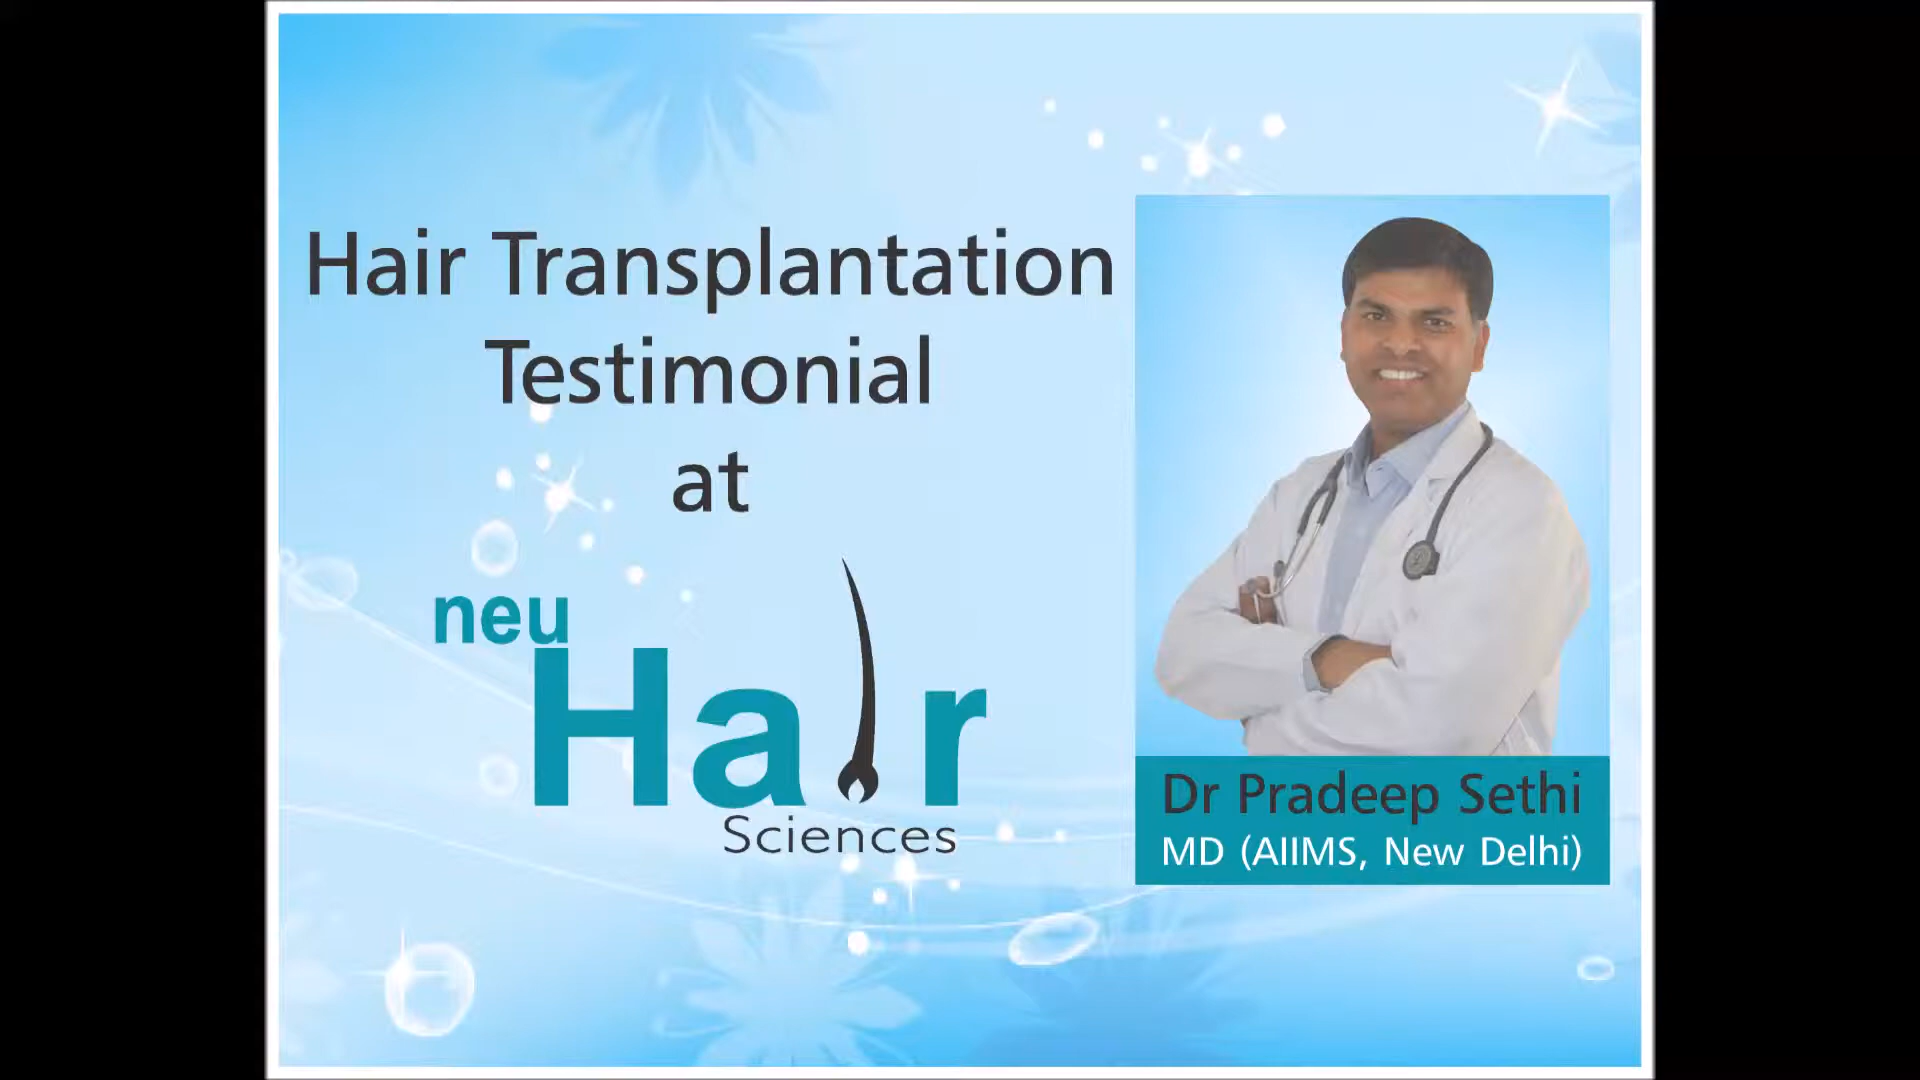 Hair Transplantation
Testimonial
at
neu
Hair
Sciences
Dr Pradeep Sethi
MD (AIIMS, New Delhi)